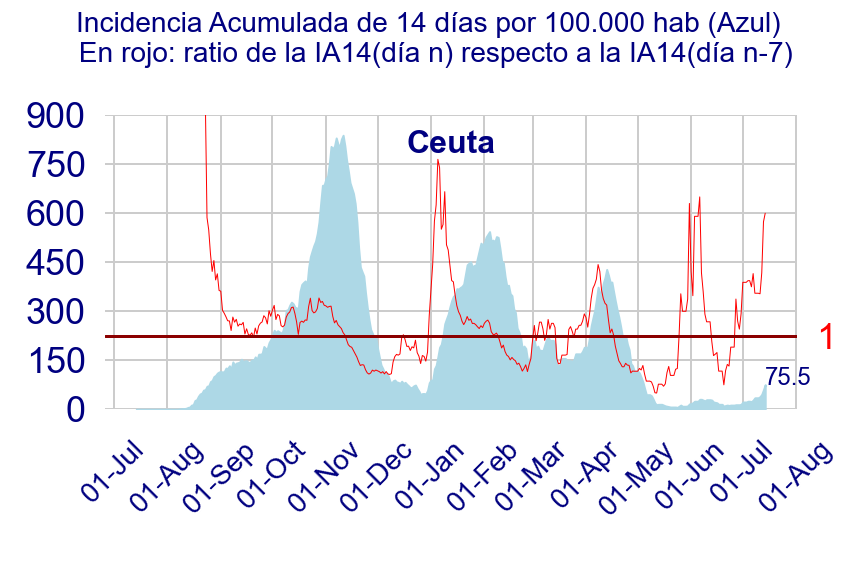 Incidencia Acumulada de 14 días por 100.000 hab (Azul)
En rojo: ratio de la IA14(día n) respecto a la IA14(día n-7)
Ceuta
900
750
600
450
300
150
0
1
75.5
01-Jul
01-Aug
01-Sep
01-Oct
01-Nov
01-Dec
01-Jan
01-Feb
01-Mar
01-Apr
01-May
01-Jun
01-Jul
01-Aug